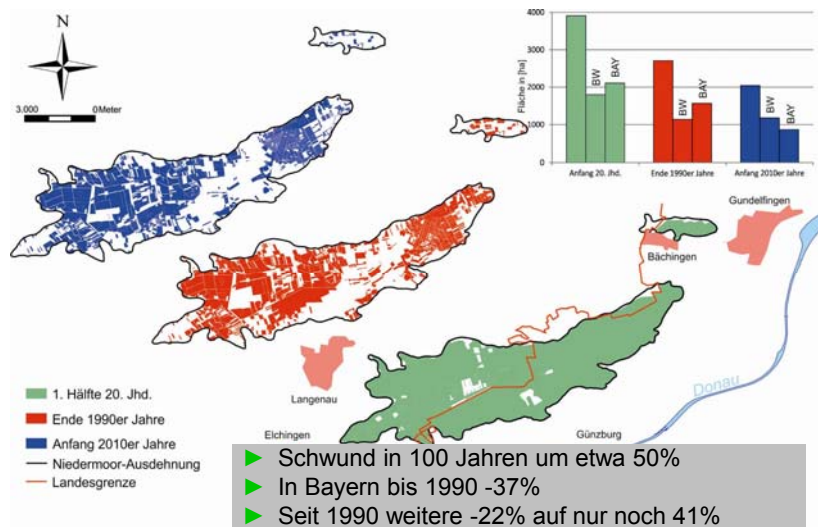 N
3.000 0Meter
Fläche in [ha]
4000
3000
2000
1000
0
BW
BAY
BW
BAY
BW
BAY
Anfang 20. Jhd.
Ende 1990er Jahre
Anfang 2010er Jahre
Gundelfingen
Bächingen
Langenau
Donau
1. Hälfte 20. Jhd.
Ende 1990er Jahre
Anfang 2010er Jahre
Niedermoor-Ausdehnung
Landesgrenze
Elchingen
Günzburg
► Schwund in 100 Jahren um etwa 50%
► In Bayern bis 1990 -37%
► Seit 1990 weitere -22% auf nur noch 41%